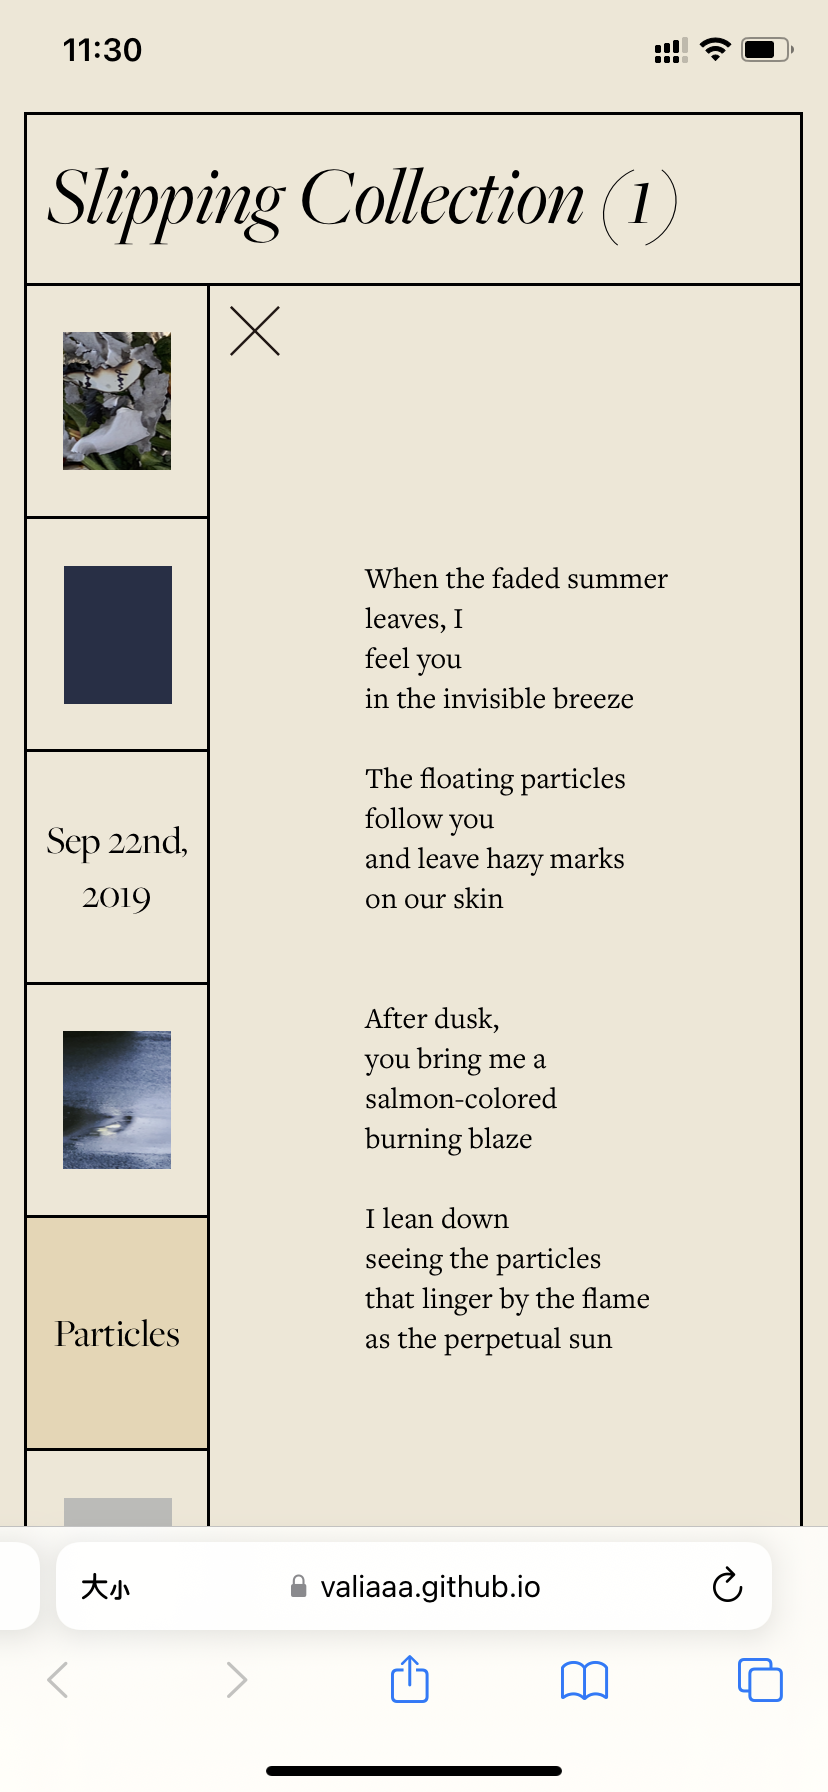 11:30
Slipping Collection (1)
When the faded summer
leaves, I
feel you
in the invisible breeze
The floating particles
follow you
and leave hazy marks
on our skin
Sep 22nd,
2019
After dusk,
you bring me a
salmon-colored
burning blaze
I lean down
seeing the particles
that linger by the flame
as the perpetual sun
Particles
大小 valiaaa.github.io